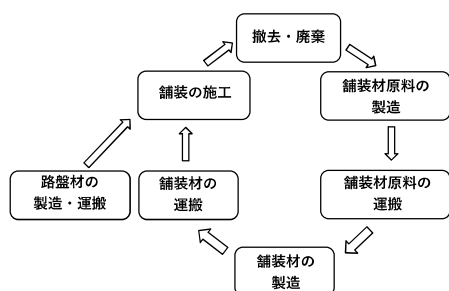 撤去・廃棄
舗装の施工
舗装材原料の
製造
路盤材の
製造・運搬
舗装材の
運搬
舗装材原料の
運搬
舗装材の
製造